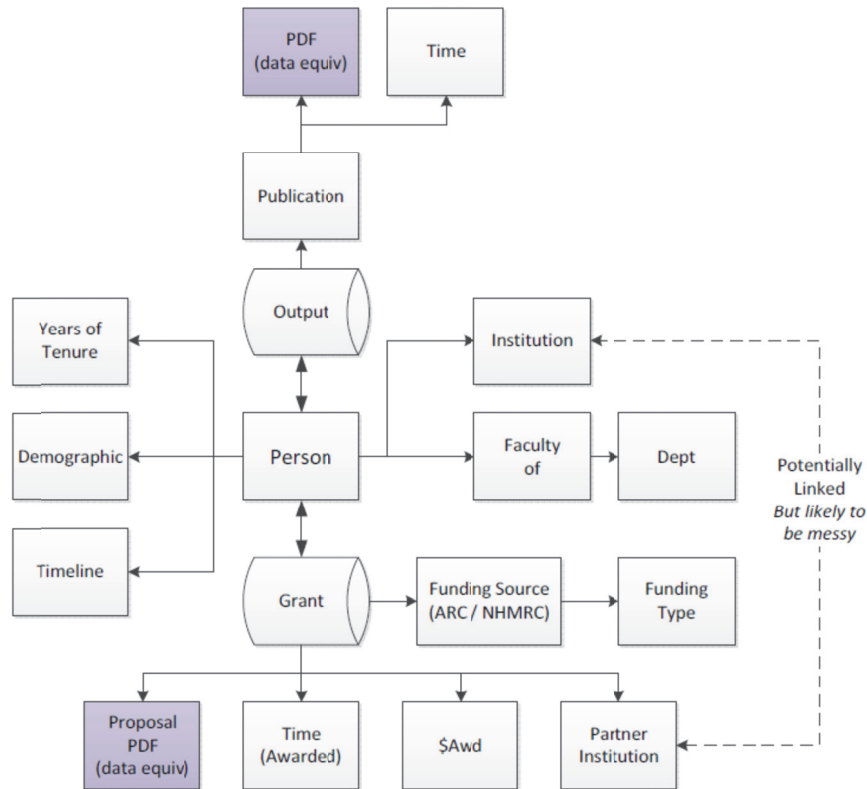 PDF
(data equiv)
Time
Publication
Output
Years of
Tenure
Institution
Demographic
Person
Faculty
of
Dept
Potentially
Linked
But likely to
be messy
Timeline
Grant
Funding Source
(ARC / NHMRC)
Funding
Type
Proposal
PDF
(data equiv)
Time
(Awarded)
$Awd
Partner
Institution